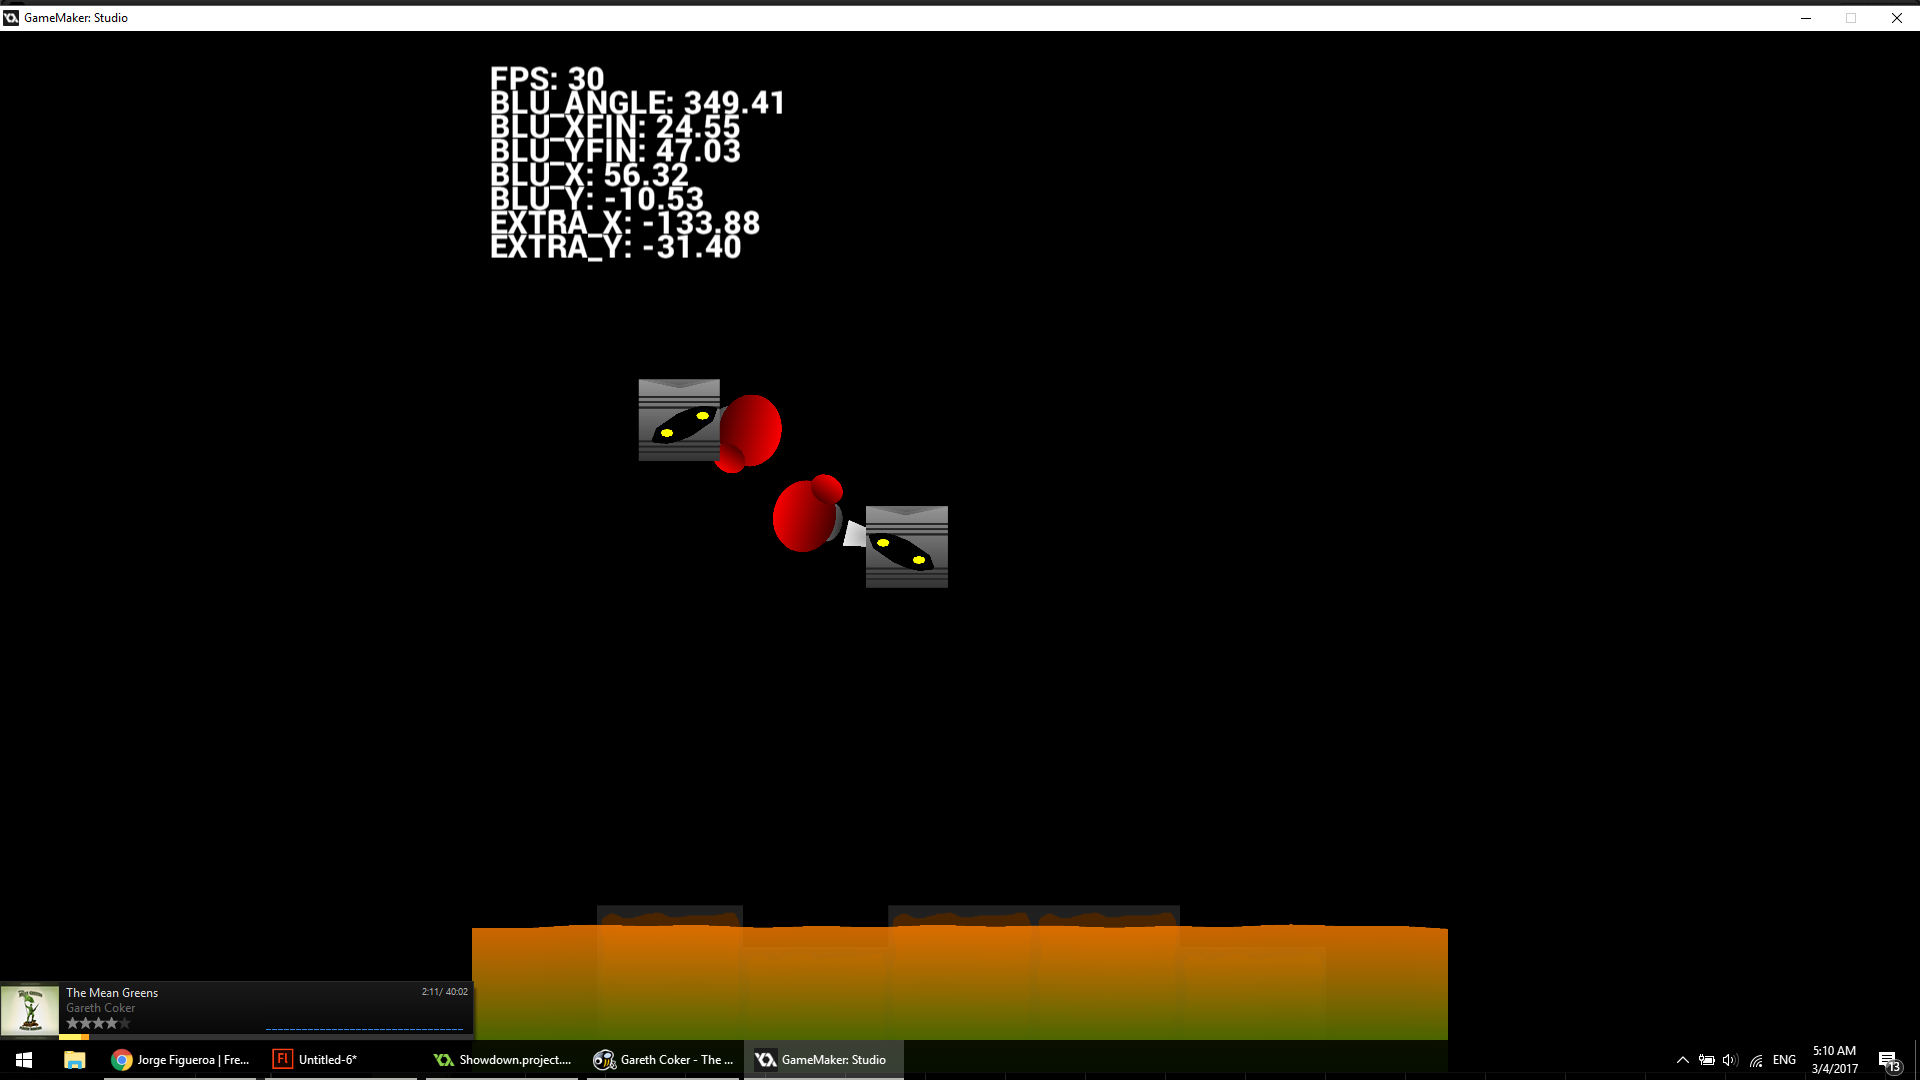 GameMaker: Studio
FPS: 30
BLU_ANGLE: 349.41
BLU_XFIN: 24.55
BLU_YFIN: 47.03
BLU_X: 56.32
BLU_Y: -10.53
EXTRA_X: -133.88
EXTRA_Y: -31.40
The Mean Greens 2:11/ 40:02
Gareth Coker
Jorge Figueroa | Fre... Fl Untitled-6* Showdown.project.... Gareth Coker - The ... GameMaker: Studio ENG 5:10 AM
3/4/2017 13